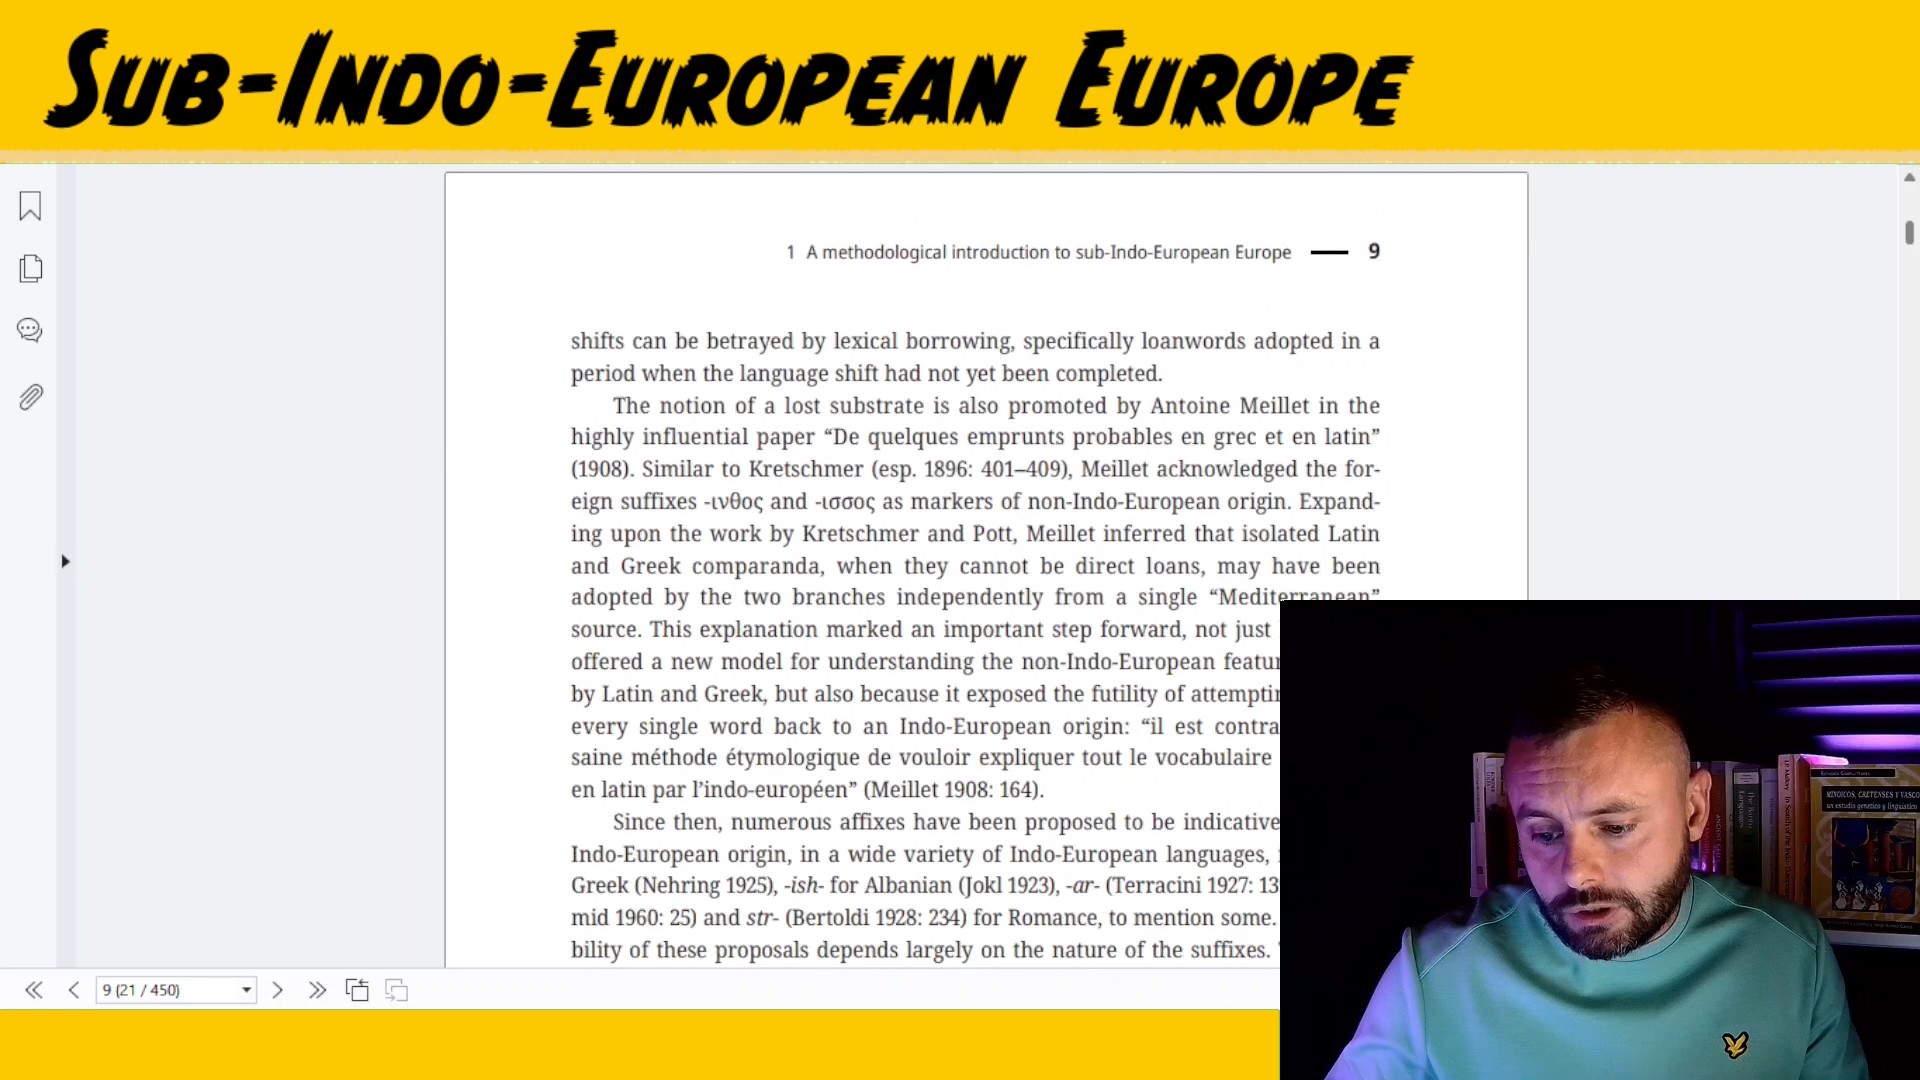 SUB-INDO-EUROPEAN EUROPE
1 A methodological introduction to sub-Indo-European Europe — 9
shifts can be betrayed by lexical borrowing, specifically loanwords adopted in a
period when the language shift had not yet been completed.
The notion of a lost substrate is also promoted by Antoine Meillet in the
highly influential paper “De quelques emprunts probables en grec et en latin”
(1908). Similar to Kretschmer (esp. 1896: 401–409), Meillet acknowledged the for-
eign suffixes -ινθος and -ισσος as markers of non-Indo-European origin. Expand-
ing upon the work by Kretschmer and Pott, Meillet inferred that isolated Latin
and Greek comparanda, when they cannot be direct loans, may have been
adopted by the two branches independently from a single “Mediterranean”
source. This explanation marked an important step forward, not just
offered a new model for understanding the non-Indo-European
by Latin and Greek, but also because it exposed the futility of
every single word back to an Indo-European origin: “il est
saine méthode étymologique de vouloir expliquer tout le vocabulaire
en latin par l’indo-européen” (Meillet 1908: 164).
Since then, numerous affixes have been proposed to be indicative
Indo-European origin, in a wide variety of Indo-European languages,
Greek (Nehring 1925), -ish- for Albanian (Jokl 1923), -ar- (Terracini 1927:
mid 1960: 25) and str- (Bertoldi 1928: 234) for Romance, to mention some.
bility of these proposals depends largely on the nature of the suffixes.
9 (21 / 450)
MINOICOS, CRETENSES Y VASCO
un estudio genético y lingüístico